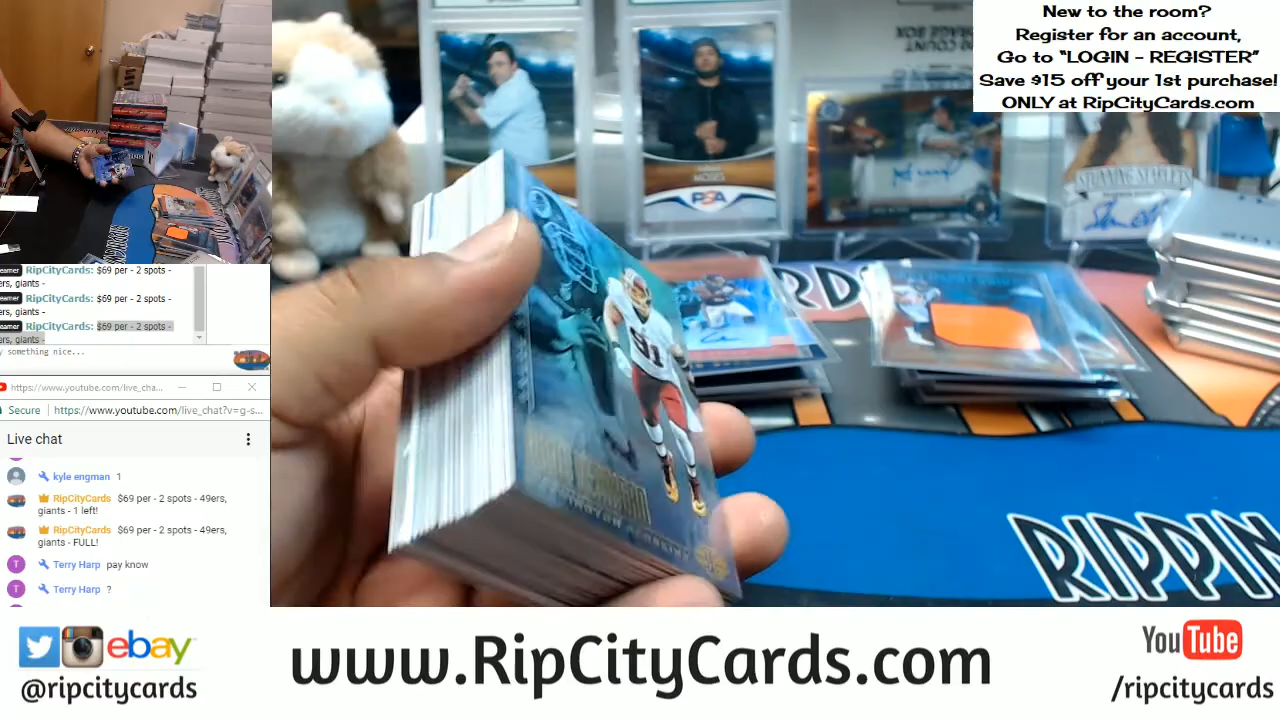 New to the room?
Register for an account,
Go to “LOGIN - REGISTER”
Save $15 off your 1st purchase!
ONLY at RipCityCards.com
PSA
91
RipCityCards: $69 per - 2 spots -
ers, giants -
RipCityCards: $69 per - 2 spots -
ers, giants -
RipCityCards: $69 per - 2 spots -
ers, giants -
y something nice...
https://www.youtube.com/live_cha...
Secure https://www.youtube.com/live_chat?v=g-s...
Live chat
kyle engman 1
RipCityCards $69 per - 2 spots - 49ers,
giants - 1 left!
RipCityCards $69 per - 2 spots - 49ers,
giants - FULL!
T Terry Harp pay know
T Terry Harp ?
RIPPIN
ebay
@ripcitycards
www.RipCityCards.com
YouTube
/ripcitycards